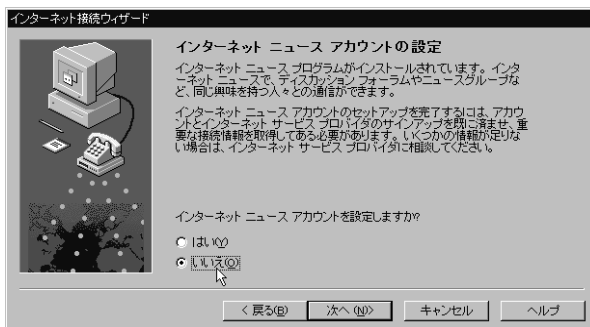 インターネット接続ウィザード
インターネット ニュース アカウントの設定
インターネット ニュース プログラムがインストールされています。インタ
ーネット ニュースで、ディスカッション フォーラムやニュースグループな
ど、同じ興味を持つ人々との通信ができます。
インターネット ニュース アカウントのセットアップを完了するには、アカウ
ントとインターネット サービス プロバイダのサインアップを既に済ませ、重
要な接続情報を取得してある必要があります。いくつかの情報が足りな
い場合は、インターネット サービス プロバイダに相談してください。
インターネット ニュース アカウントを設定しますか?
はい(Y)
いいえ(O)
< 戻る(B)
次へ (N)>
キャンセル
ヘルプ